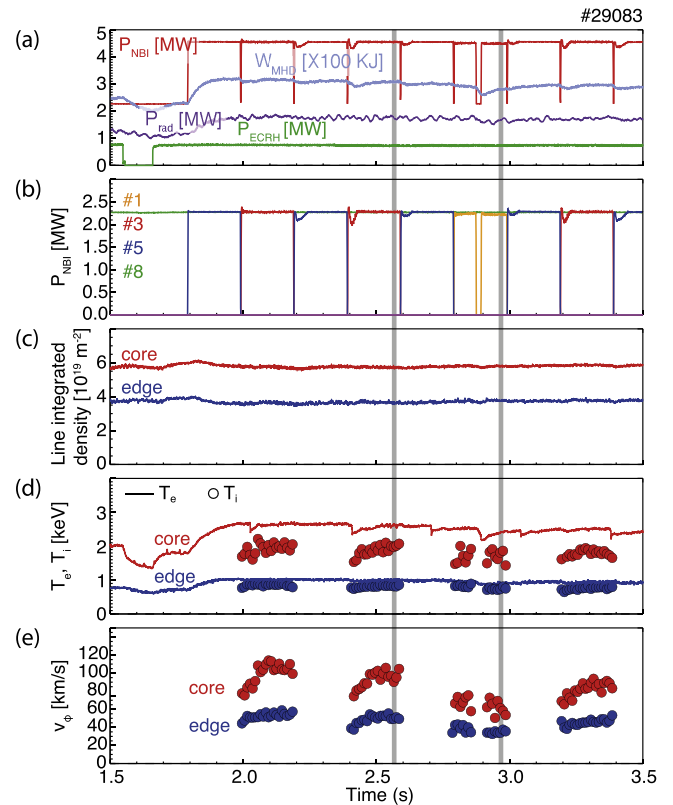 #29083
(a)
P_NBI [MW]
W_MHD [X100 KJ]
P_rad [MW]
P_ECRH [MW]
5
4
3
2
1
0
(b)
P_NBI [MW]
2.5
2.0
1.5
1.0
0.5
0.0
#1
#3
#5
#8
(c)
Line integrated
density [10^19 m^-2]
8
6
4
2
0
core
edge
(d)
T_e, T_i [keV]
4
3
2
1
0
T_e
T_i
core
edge
(e)
v_ϕ [km/s]
120
100
80
60
40
20
0
core
edge
1.5 2.0 2.5 3.0 3.5
Time (s)